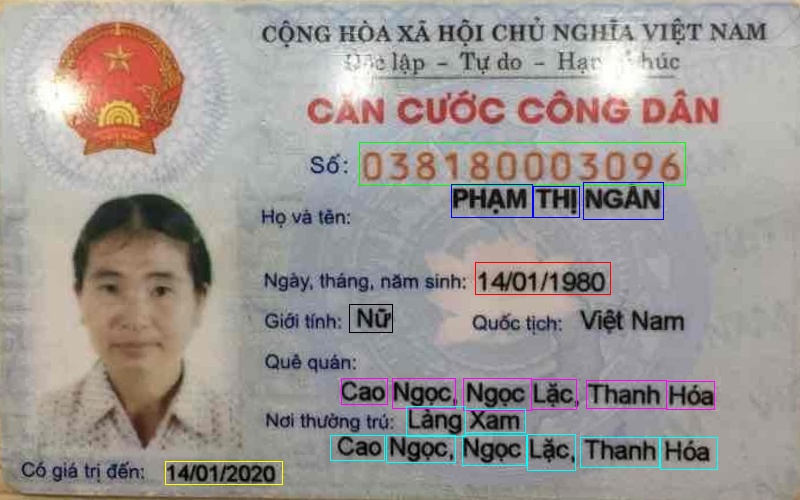 CỘNG HÒA XÃ HỘI CHỦ NGHĨA VIỆT NAM
Độc lập - Tự do - Hạnh phúc
CĂN CƯỚC CÔNG DÂN
Số: 038180003096
Họ và tên: PHẠM THỊ NGÂN
Ngày, tháng, năm sinh: 14/01/1980
Giới tính: Nữ Quốc tịch: Việt Nam
Quê quán:
Cao Ngọc, Ngọc Lặc, Thanh Hóa
Nơi thường trú: Làng Xam
Cao Ngọc, Ngọc Lặc, Thanh Hóa
Có giá trị đến: 14/01/2020